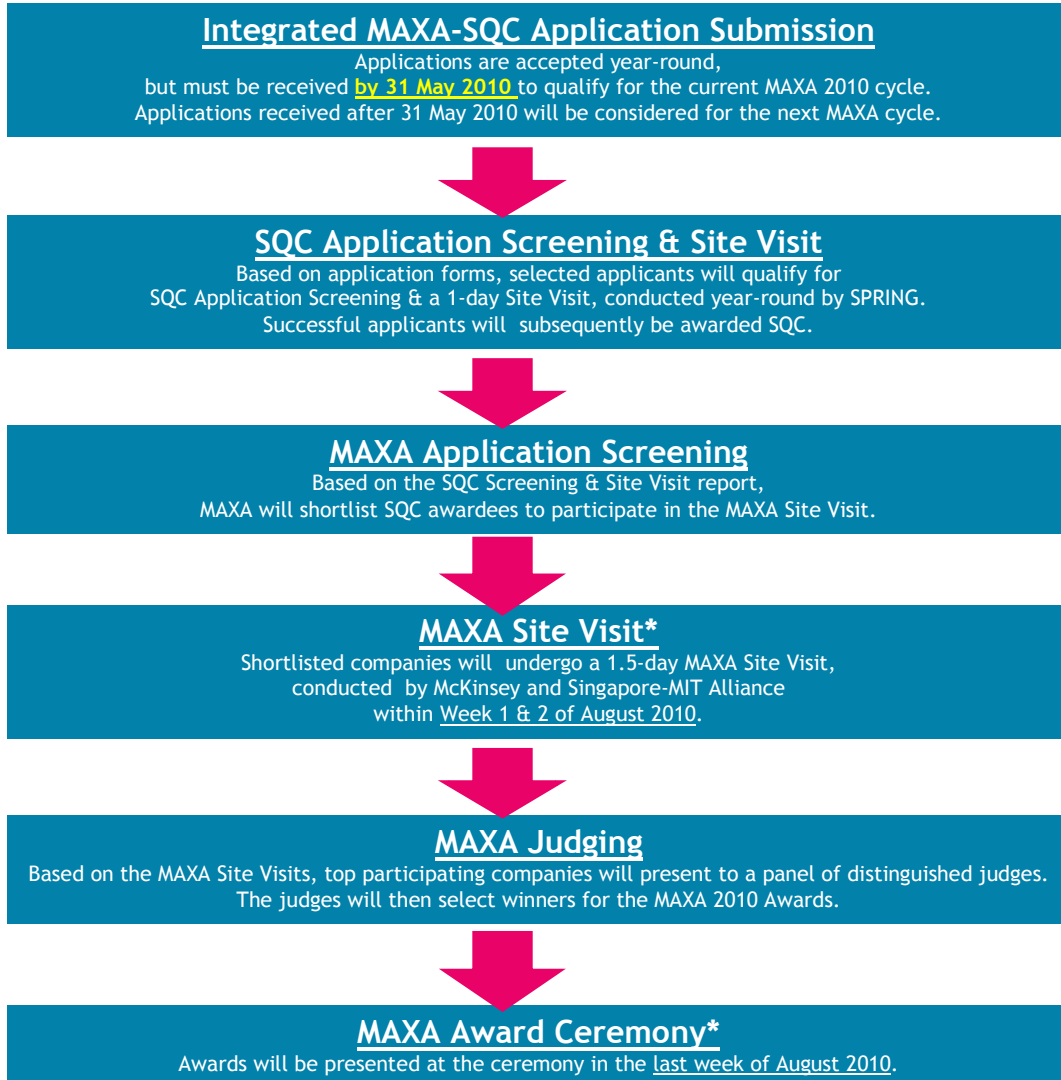 Integrated MAXA-SQC Application Submission
Applications are accepted year-round,
but must be received by 31 May 2010 to qualify for the current MAXA 2010 cycle.
Applications received after 31 May 2010 will be considered for the next MAXA cycle.
SQC Application Screening & Site Visit
Based on application forms, selected applicants will qualify for
SQC Application Screening & a 1-day Site Visit, conducted year-round by SPRING.
Successful applicants will subsequently be awarded SQC.
MAXA Application Screening
Based on the SQC Screening & Site Visit report,
MAXA will shortlist SQC awardees to participate in the MAXA Site Visit.
MAXA Site Visit*
Shortlisted companies will undergo a 1.5-day MAXA Site Visit,
conducted by McKinsey and Singapore-MIT Alliance
within Week 1 & 2 of August 2010.
MAXA Judging
Based on the MAXA Site Visits, top participating companies will present to a panel of distinguished judges.
The judges will then select winners for the MAXA 2010 Awards.
MAXA Award Ceremony*
Awards will be presented at the ceremony in the last week of August 2010.